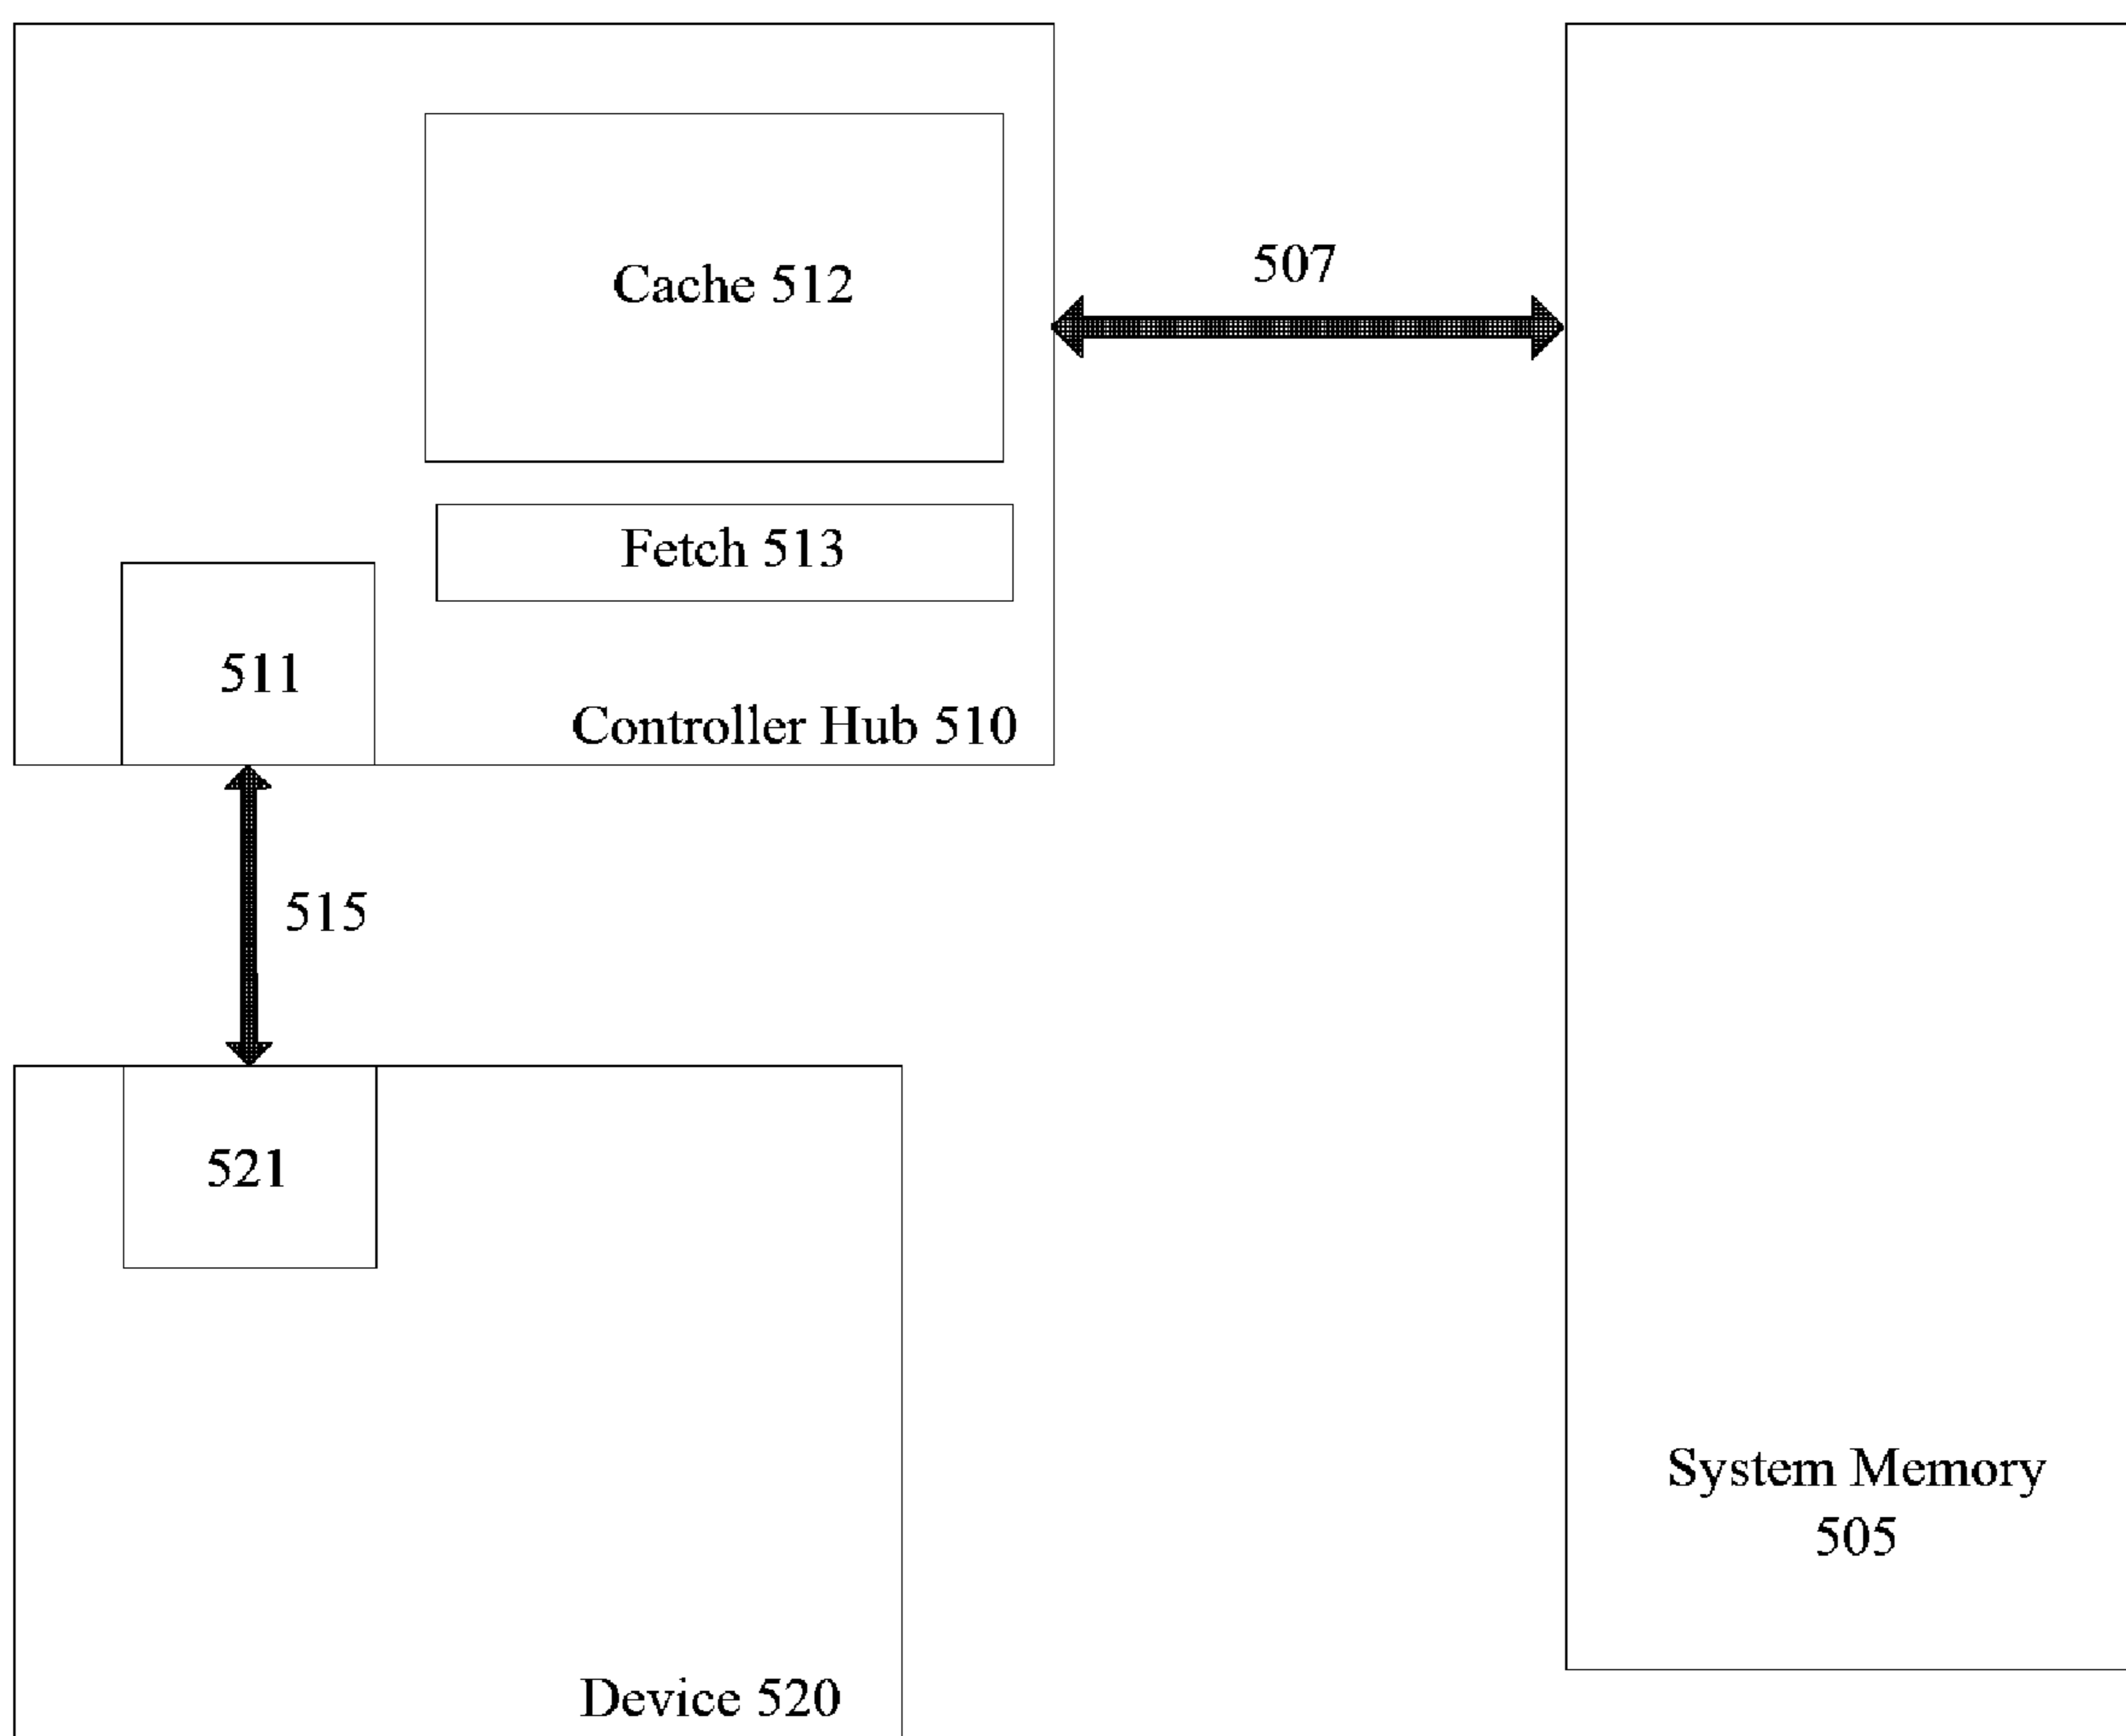 Cache 512
507
Fetch 513
511
Controller Hub 510
515
521
System Memory
505
Device 520